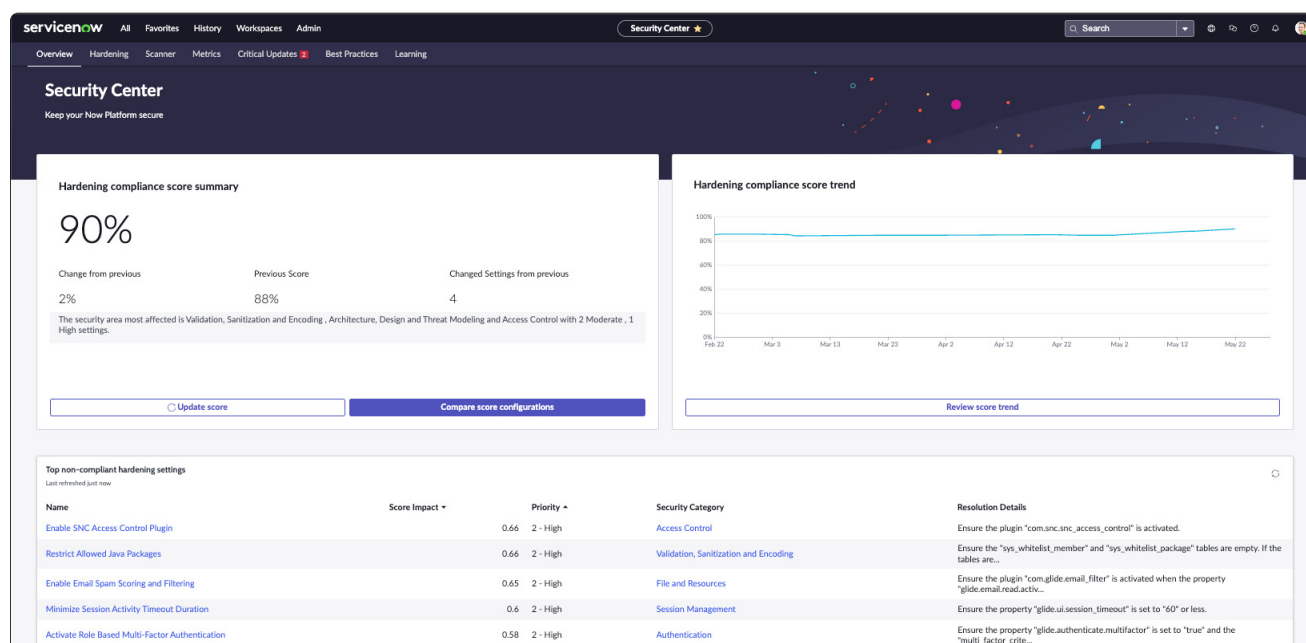 servicenow All Favorites History Workspaces Admin Security Center Search
Overview Hardening Scanner Metrics Critical Updates 2 Best Practices Learning
Security Center
Keep your Now Platform secure
Hardening compliance score summary
90%
Change from previous Previous Score Changed Settings from previous
2% 88% 4
The security area most affected is Validation, Sanitization and Encoding , Architecture, Design and Threat Modeling and Access Control with 2 Moderate , 1
High settings.
Update score Compare score configurations
Hardening compliance score trend
100%
80%
60%
40%
20%
0%
Feb 22 Mar 3 Mar 13 Mar 23 Apr 2 Apr 12 Apr 22 May 2 May 12 May 22
Review score trend
Top non-compliant hardening settings
Last refreshed just now
Name Score Impact Priority Security Category Resolution Details
Enable SNC Access Control Plugin 0.66 2 - High Access Control Ensure the plugin "com.snc.snc_access_control" is activated.
Restrict Allowed Java Packages 0.66 2 - High Validation, Sanitization and Encoding Ensure the "sys_whitelist_member" and "sys_whitelist_package" tables are empty. If the
tables are...
Enable Email Spam Scoring and Filtering 0.65 2 - High File and Resources Ensure the plugin "com.glide.email_filter" is activated when the property
"glide.email.read.activ...
Minimize Session Activity Timeout Duration 0.6 2 - High Session Management Ensure the property "glide.ui.session_timeout" is set to "60" or less.
Activate Role Based Multi-Factor Authentication 0.58 2 - High Authentication Ensure the property "glide.authenticate.multifactor" is set to "true" and the
"multi_factor_crite...